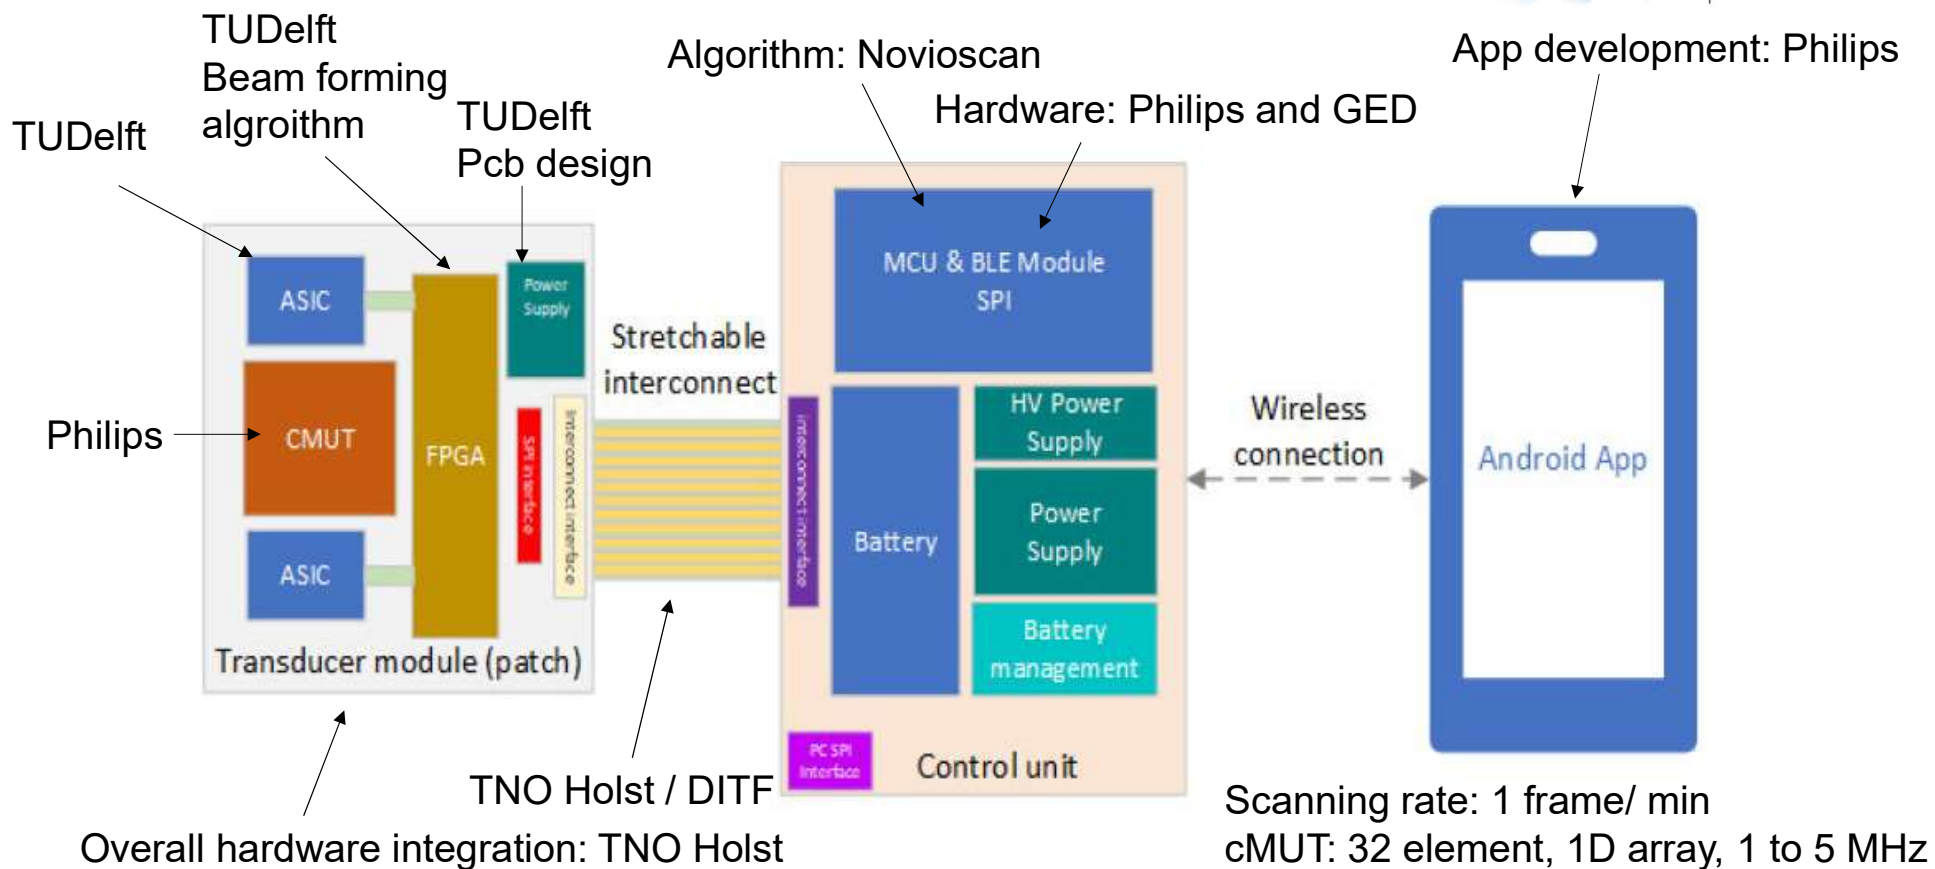 TUDelft
Beam forming
algroithm
Algorithm: Novioscan
App development: Philips
TUDelft
TUDelft
Pcb design
Hardware: Philips and GED
ASIC
Power
Supply
MCU & BLE Module
SPI
Stretchable
interconnect
Philips
CMUT
FPGA
SPI interface
Interconnect interface
interconnect interface
HV Power
Supply
Battery
Power
Supply
Wireless
connection
Android App
ASIC
Battery
management
Transducer module (patch)
PC SPI
Interface
Control unit
TNO Holst / DITF
Overall hardware integration: TNO Holst
Scanning rate: 1 frame/ min
cMUT: 32 element, 1D array, 1 to 5 MHz